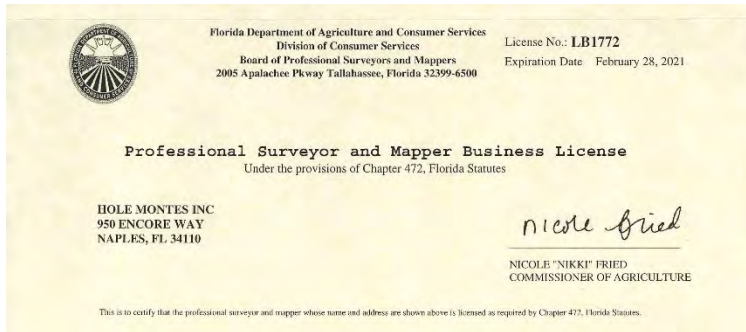 Florida Department of Agriculture and Consumer Services
Division of Consumer Services
Board of Professional Surveyors and Mappers
2005 Apalachee Pkway Tallahassee, Florida 32399-6500
License No.: LB1772
Expiration Date February 28, 2021
Professional Surveyor and Mapper Business License
Under the provisions of Chapter 472, Florida Statutes
HOLE MONTES INC
950 ENCORE WAY
NAPLES, FL 34110
nicole fried
NICOLE "NIKKI" FRIED
COMMISSIONER OF AGRICULTURE
This is to certify that the professional surveyor and mapper whose name and address are shown above is licensed as required by Chapter 472, Florida Statutes.